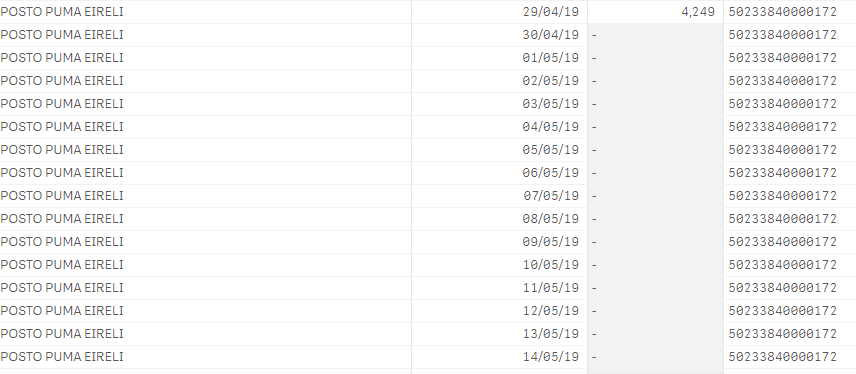 POSTO PUMA EIRELI 29/04/19 4,249 50233840000172
POSTO PUMA EIRELI 30/04/19 - 50233840000172
POSTO PUMA EIRELI 01/05/19 - 50233840000172
POSTO PUMA EIRELI 02/05/19 - 50233840000172
POSTO PUMA EIRELI 03/05/19 - 50233840000172
POSTO PUMA EIRELI 04/05/19 - 50233840000172
POSTO PUMA EIRELI 05/05/19 - 50233840000172
POSTO PUMA EIRELI 06/05/19 - 50233840000172
POSTO PUMA EIRELI 07/05/19 - 50233840000172
POSTO PUMA EIRELI 08/05/19 - 50233840000172
POSTO PUMA EIRELI 09/05/19 - 50233840000172
POSTO PUMA EIRELI 10/05/19 - 50233840000172
POSTO PUMA EIRELI 11/05/19 - 50233840000172
POSTO PUMA EIRELI 12/05/19 - 50233840000172
POSTO PUMA EIRELI 13/05/19 - 50233840000172
POSTO PUMA EIRELI 14/05/19 - 50233840000172